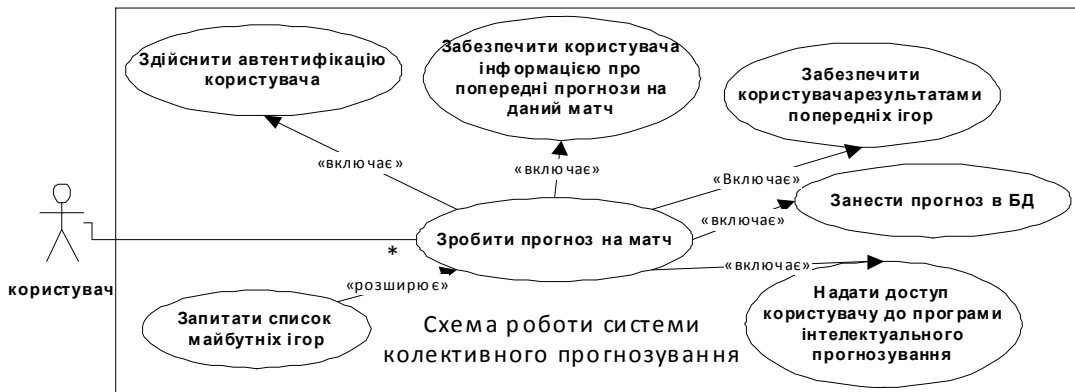 Здійснити автентифікацію
користувача
Забезпечити користувача
інформацією про
попередні прогнози на
даний матч
Забезпечити
користувачарезультатами
попередніх ігор
«включає»
«включає»
«Включає»
Занести прогноз в БД
«включає»
Зробити прогноз на матч
*
«включає»
«розширює»
користувач
Запитати список
майбутніх ігор
Схема роботи системи
колективного прогнозування
Надати доступ
користувачу до програми
інтелектуального
прогнозування